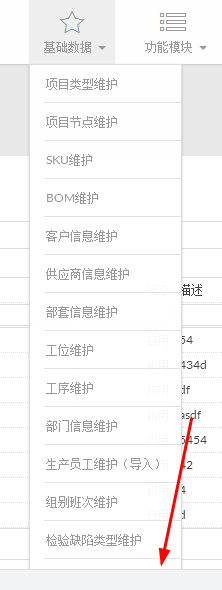 基础数据
功能模块
项目类型维护
项目节点维护
SKU维护
BOM维护
客户信息维护
供应商信息维护
描述
部套信息维护
54
工位维护
434d
工序维护
df
asdf
部门信息维护
5454
生产员工维护（导入）
42
组别班次维护
4
d
检验缺陷类型维护